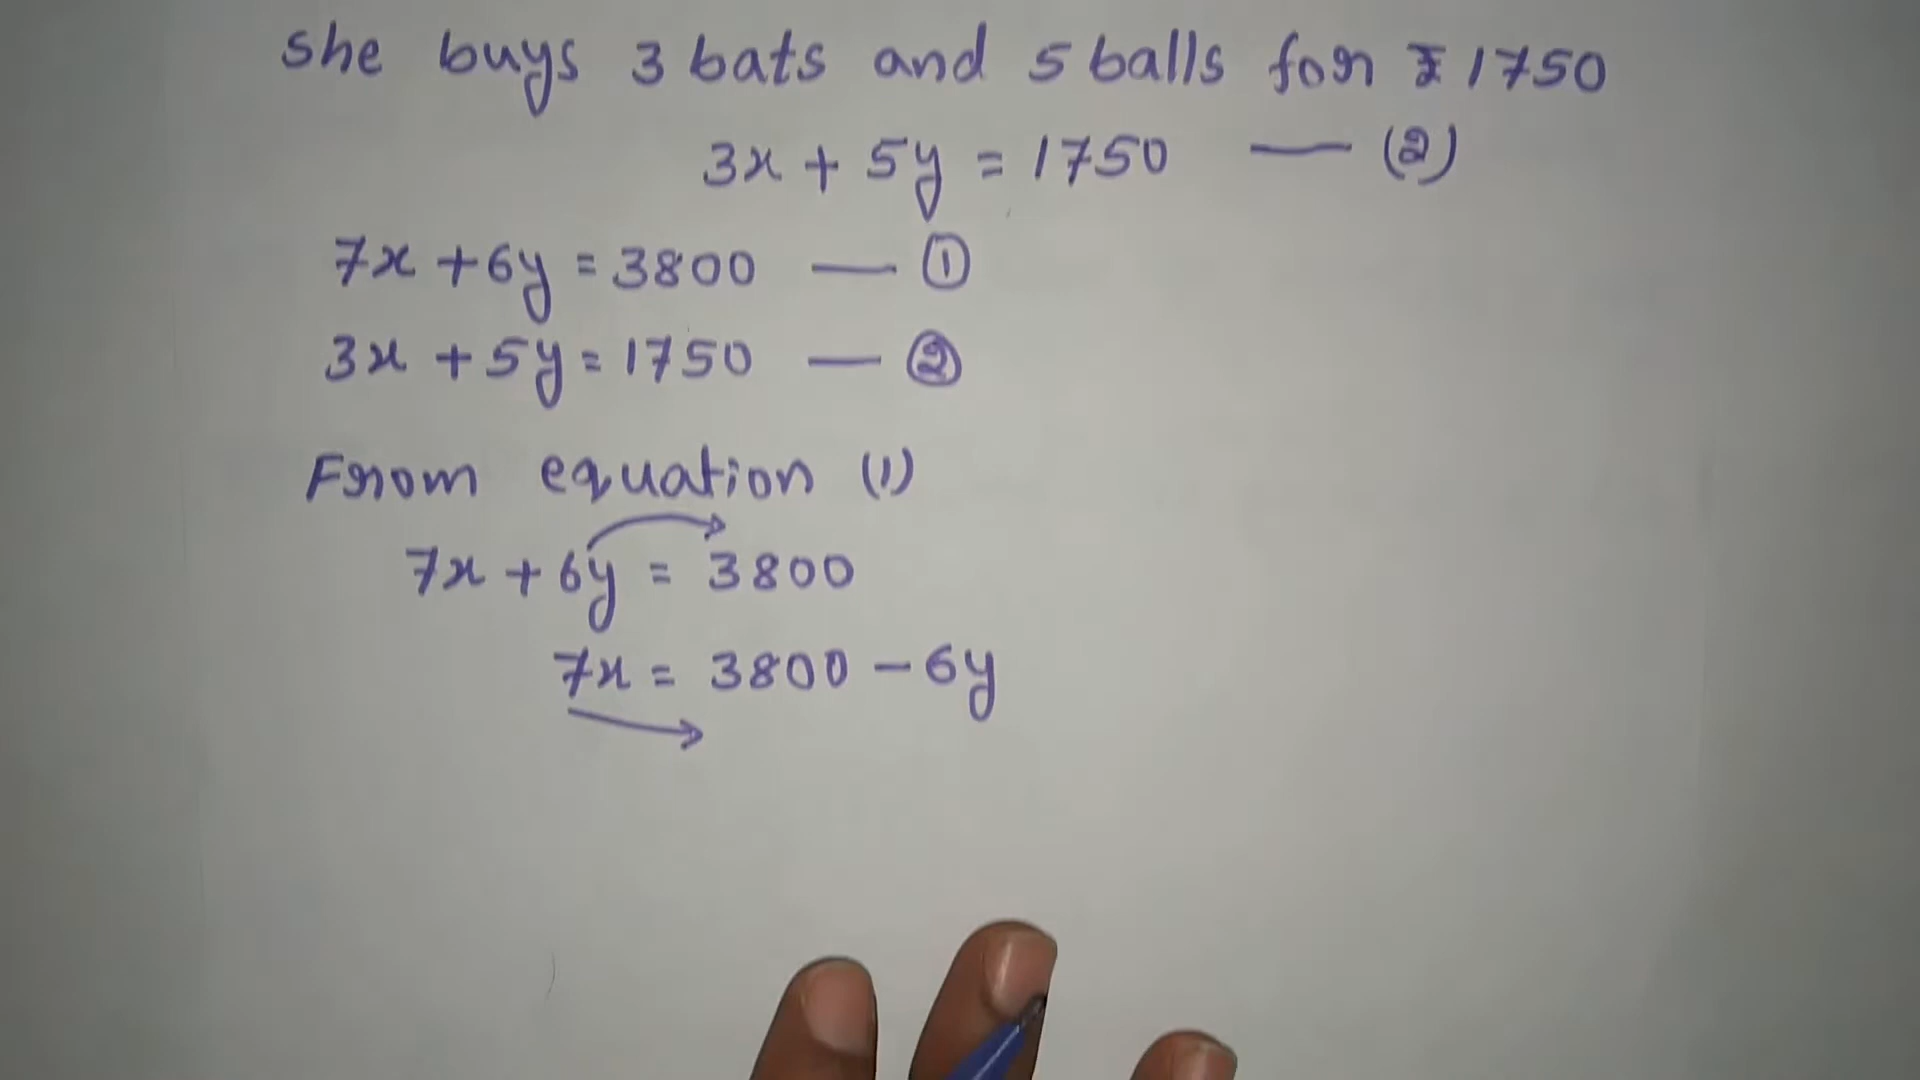 she buys 3 bats and 5 balls for ₹ 1750
3x + 5y = 1750 — (2)
7x + 6y = 3800 — ①
3x + 5y = 1750 — ②
From equation (1)
7x + 6y = 3800
7x = 3800 - 6y